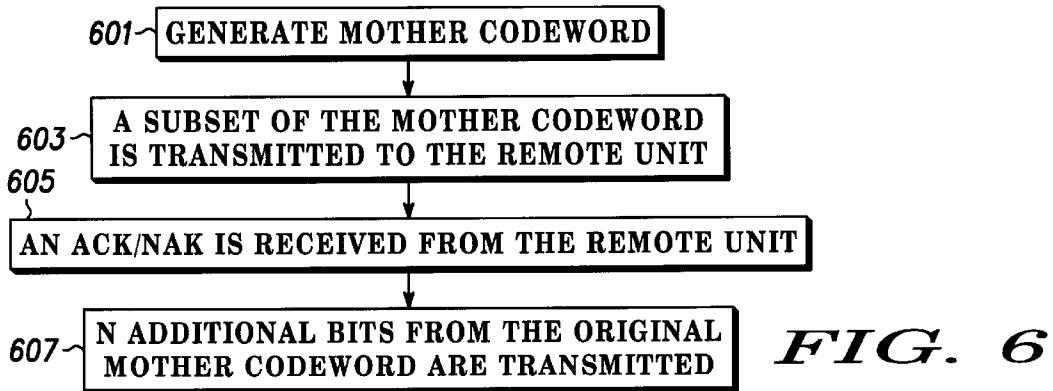 601
GENERATE MOTHER CODEWORD
603
A SUBSET OF THE MOTHER CODEWORD
IS TRANSMITTED TO THE REMOTE UNIT
605
AN ACK/NAK IS RECEIVED FROM THE REMOTE UNIT
607
N ADDITIONAL BITS FROM THE ORIGINAL
MOTHER CODEWORD ARE TRANSMITTED
FIG. 6